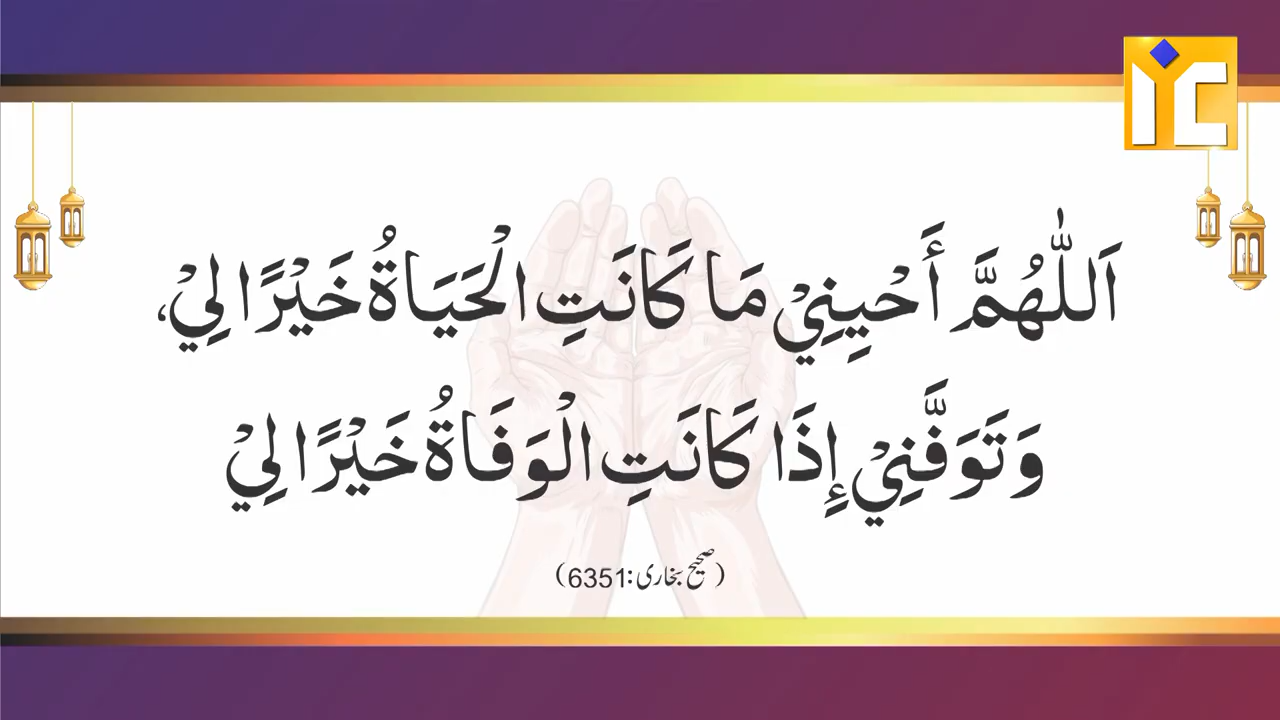 اَللّٰهُمَّ أَحْيِنِيْ مَا كَانَتِ الْحَيَاةُ خَيْرًا لِيْ،
وَتَوَفَّنِيْ إِذَا كَانَتِ الْوَفَاةُ خَيْرًا لِيْ
(صحیح بخاری:6351)